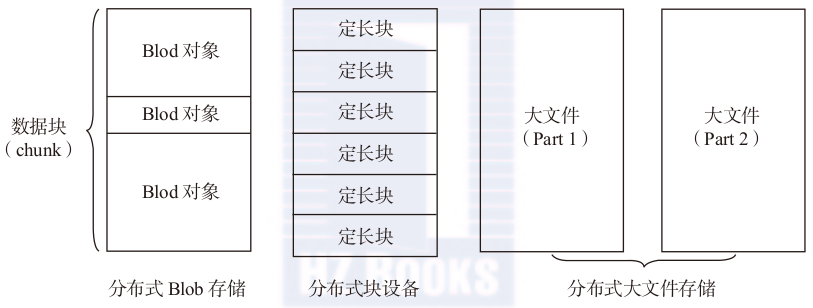 数据块
（chunk）
Blod 对象
Blod 对象
Blod 对象
分布式 Blob 存储
定长块
定长块
定长块
定长块
定长块
定长块
分布式块设备
大文件
（Part 1）
大文件
（Part 2）
分布式大文件存储
HZ BOOKS